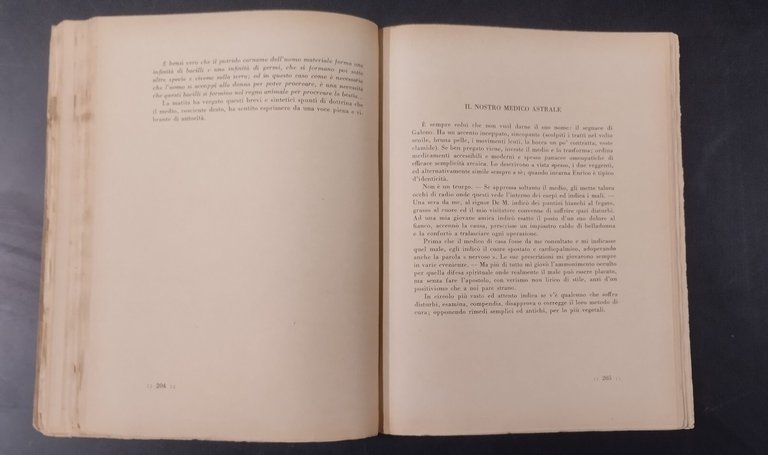 È bensì vero che il putrido carname dell'uomo materiale forma una
infinità di bacilli e una infinità di germi, che si formano poi sotto
altre specie e vivono sulla terra; ed in questo caso come è necessario
che l'uomo si accoppi alla donna per poter procreare, è una necessità
che questi bacilli si formino nel regno animale per procreare la bestia.
La matita ha vergato questi brevi e sintetici spunti di dottrina che
il medio, cosciente desto, ha sentito esprimere da una voce piena e vi-
brante di autorità.
:: 204 ::
IL NOSTRO MEDICO ASTRALE
È sempre colui che non vuol darne il suo nome: il seguace di
Galeno. Ha un accento inceppato, sincopante (scolpiti i tratti nel volto
senile, bruna pelle, i movimenti lenti, la bocca un po' contratta, veste
clamide). Se ben pregato viene, investe il medio e lo trasforma; ordina
medicamenti accessibili e moderni e spesso panacee omeopatiche di
efficace semplicità arcaica. Lo descrivono a vista spesso, i due veggenti,
ed alternativamente simile sempre a sè; quando incarna Enrico è tipico
d'identicità.
Non è un teurgo. — Se approssa soltanto il medio, gli mette talora
occhi di radio onde questi vede l'interno dei corpi ed indica i mali. —
Una sera da me, al signor De M. indicò dei puntini bianchi al fegato,
grasso al cuore ed il mio visitatore convenne di soffrire quei disturbi.
Ad una mia giovane amica indicò esatto il posto d'un suo dolore al
fianco, accennò la causa, prescrisse un impiastro caldo di belladonna
e la confortò a tralasciare ogni operazione.
Prima che il medico di casa fosse da me consultato e mi indicasse
quel male, egli indicò il cuore spostato e cardiopalmico, adoperando
anche la parola « nervoso ». Le sue prescrizioni mi giovarono sempre
in varie evenienze. — Ma più di tutto mi giovò l'ammonimento occulto
per quella difesa spirituale onde realmente il male può essere placato,
ma senza fare l'apostolo, con verismo non lirico di stile, anzi d'un
positivismo che a noi pare strano.
In circolo più vasto ed attento indica se v'è qualcuno che soffra
disturbi, esamina, compendia, disapprova o corregge il loro metodo di
cura; opponendo rimedi semplici ed antichi, per lo più vegetali.
:: 205 ::